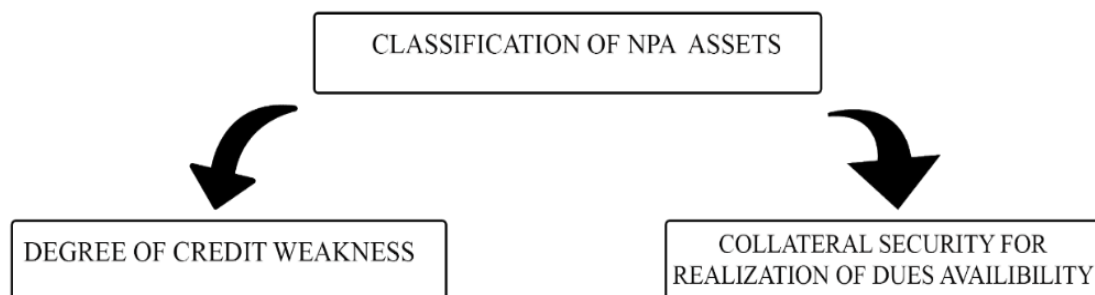 CLASSIFICATION OF NPA ASSETS
DEGREE OF CREDIT WEAKNESS
COLLATERAL SECURITY FOR
REALIZATION OF DUES AVAILIBILITY